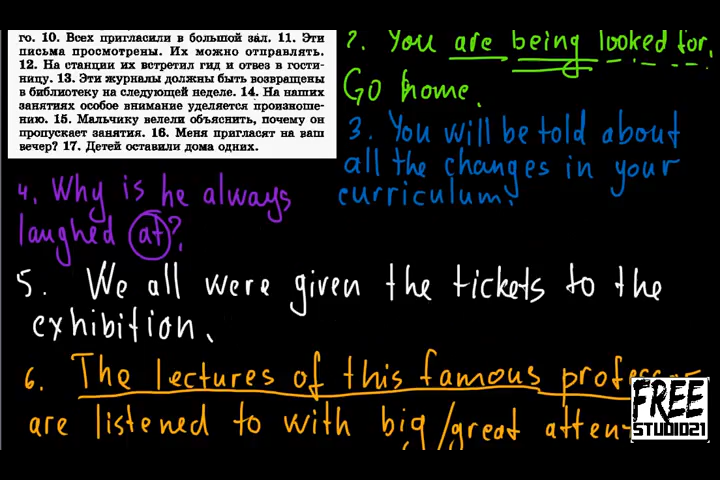 го. 10. Всех пригласили в большой зал. 11. Эти
письма просмотрены. Их можно отправлять.
12. На станции их встретил гид и отвез в гости-
ницу. 13. Эти журналы должны быть возвращены
в библиотеку на следующей неделе. 14. На наших
занятиях особое внимание уделяется произноше-
нию. 15. Мальчику велели объяснить, почему он
пропускает занятия. 16. Меня пригласят на ваш
вечер? 17. Детей оставили дома одних.
2. You are being looked for.
Go home.
3. You will be told about
all the changes in your
curriculum.
4. Why is he always
laughed at?
5. We all were given the tickets to the
exhibition.
6. The lectures of this famous professor
are listened to with big/great atten-
FREE
STUDIO21